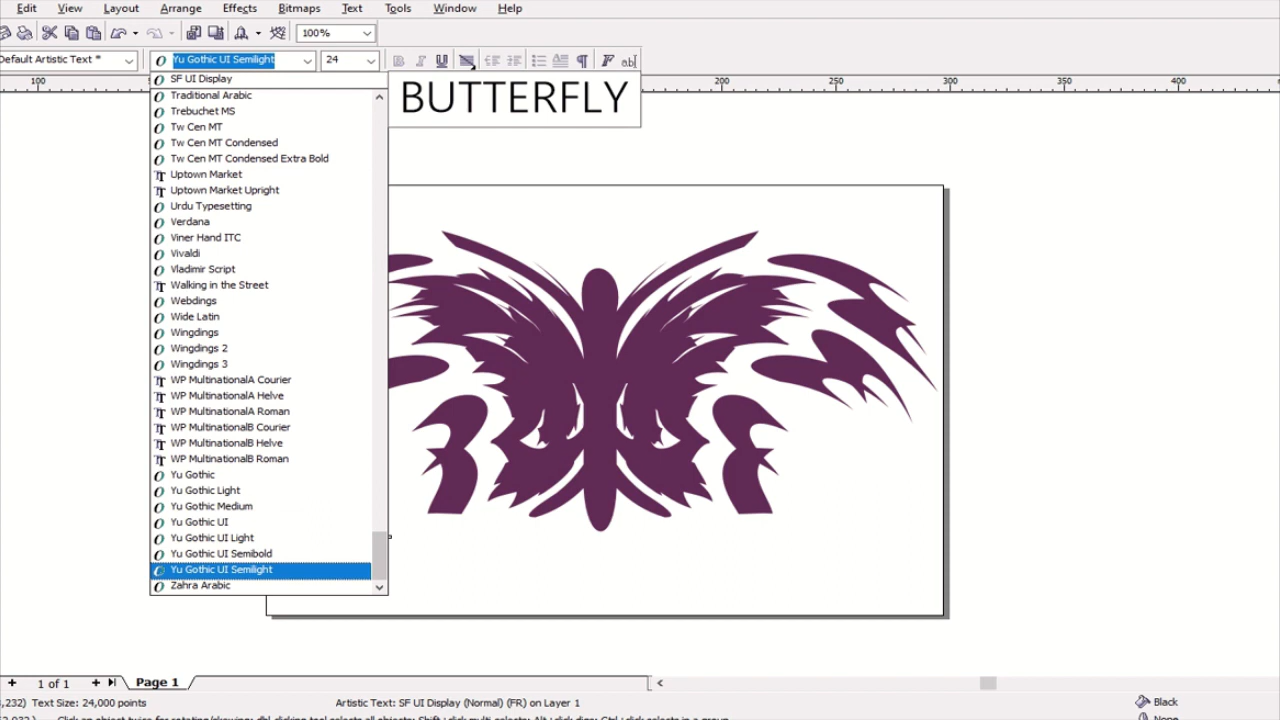 Edit View Layout Arrange Effects Bitmaps Text Tools Window Help
100%
Default Artistic Text * Yu Gothic UI Semilight 24
100 200 250 300 350 400
SF UI Display
BUTTERFLY
Traditional Arabic
Trebuchet MS
Tw Cen MT
Tw Cen MT Condensed
Tw Cen MT Condensed Extra Bold
Uptown Market
Uptown Market Upright
Urdu Typesetting
Verdana
Viner Hand ITC
Vivaldi
Vladimir Script
Walking in the Street
Webdings
Wide Latin
Wingdings
Wingdings 2
Wingdings 3
WP MultinationalA Courier
WP MultinationalA Helve
WP MultinationalA Roman
WP MultinationalB Courier
WP MultinationalB Helve
WP MultinationalB Roman
Yu Gothic
Yu Gothic Light
Yu Gothic Medium
Yu Gothic UI
Yu Gothic UI Light
Yu Gothic UI Semibold
Yu Gothic UI Semilight
Zahra Arabic
1 of 1 Page 1
,232) Text Size: 24,000 points Artistic Text: SF UI Display (Normal) (FR) on Layer 1 Black